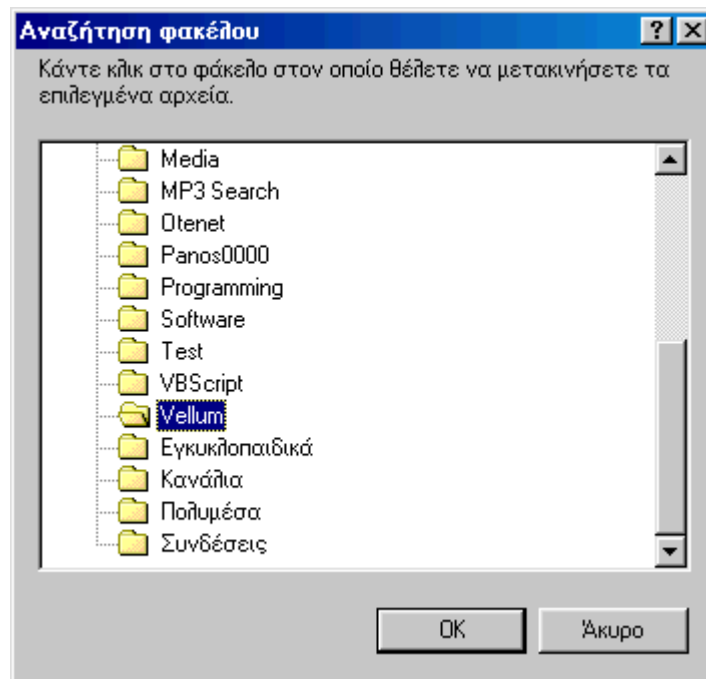 Αναζήτηση φακέλου
Κάντε κλικ στο φάκελο στον οποίο θέλετε να μετακινήσετε τα
επιλεγμένα αρχεία.
Media
MP3 Search
Otenet
Panos0000
Programming
Software
Test
VBScript
Vellum
Εγκυκλοπαιδικά
Κανάλια
Πολυμέσα
Συνδέσεις
OK Άκυρο